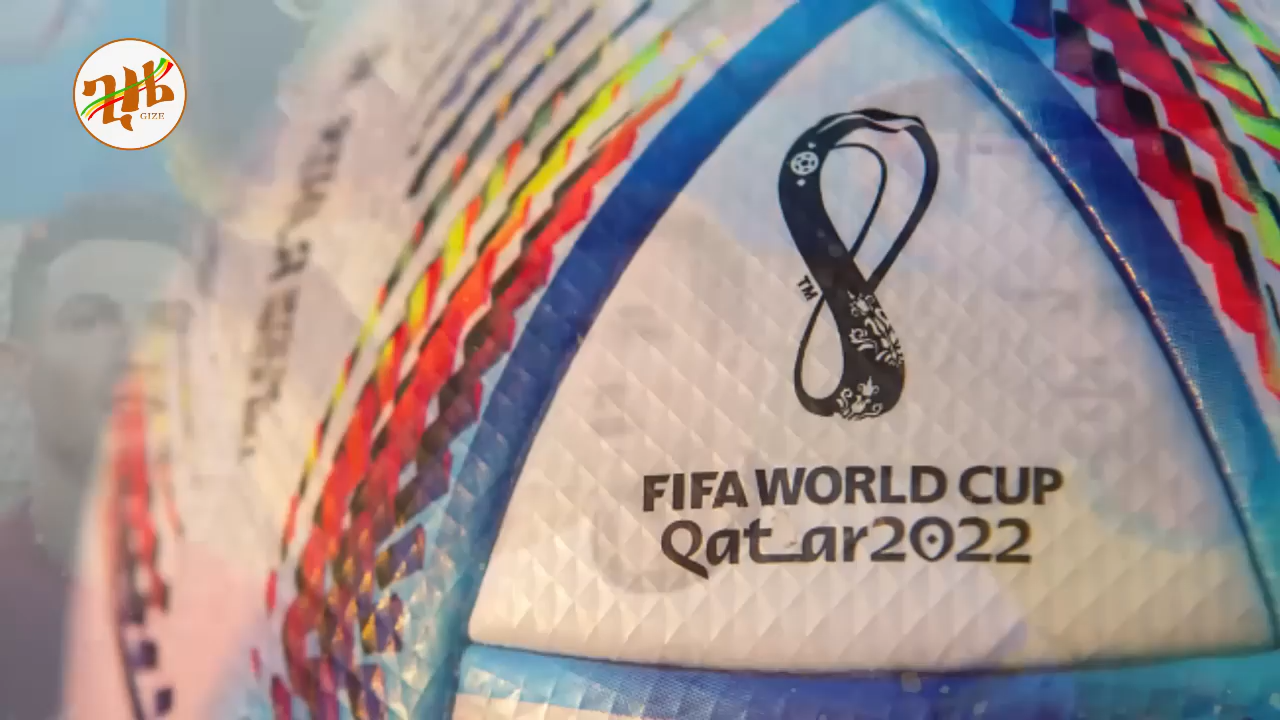 ጊዜ
GIZE
TM
FIFA WORLD CUP
Qatar2022